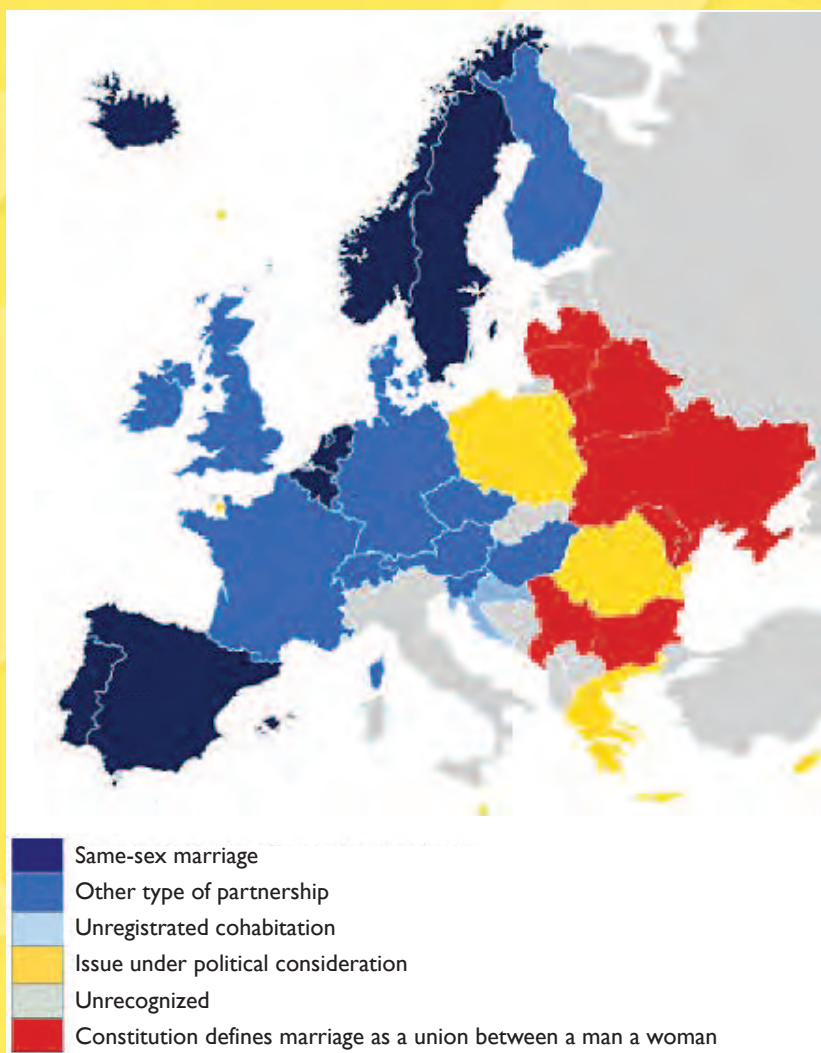 Same-sex marriage
Other type of partnership
Unregistrated cohabitation
Issue under political consideration
Unrecognized
Constitution defines marriage as a union between a man a woman